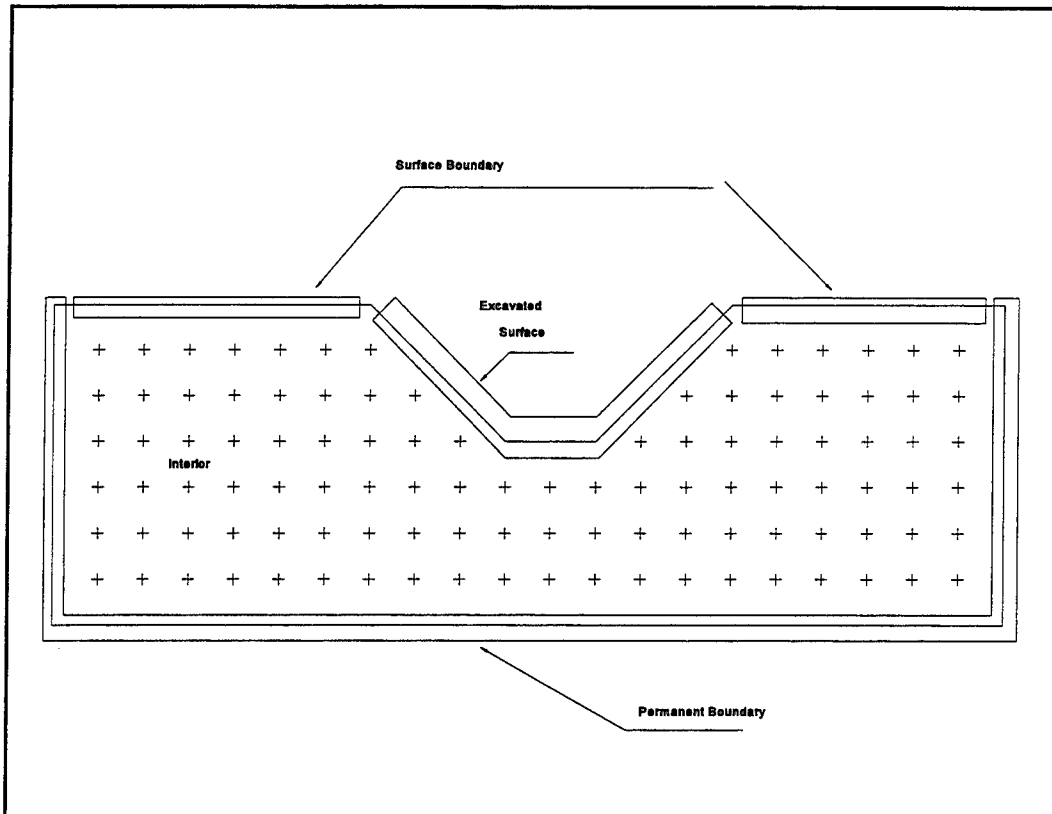 Surface Boundary
Excavated
Surface
Interior
Permanent Boundary